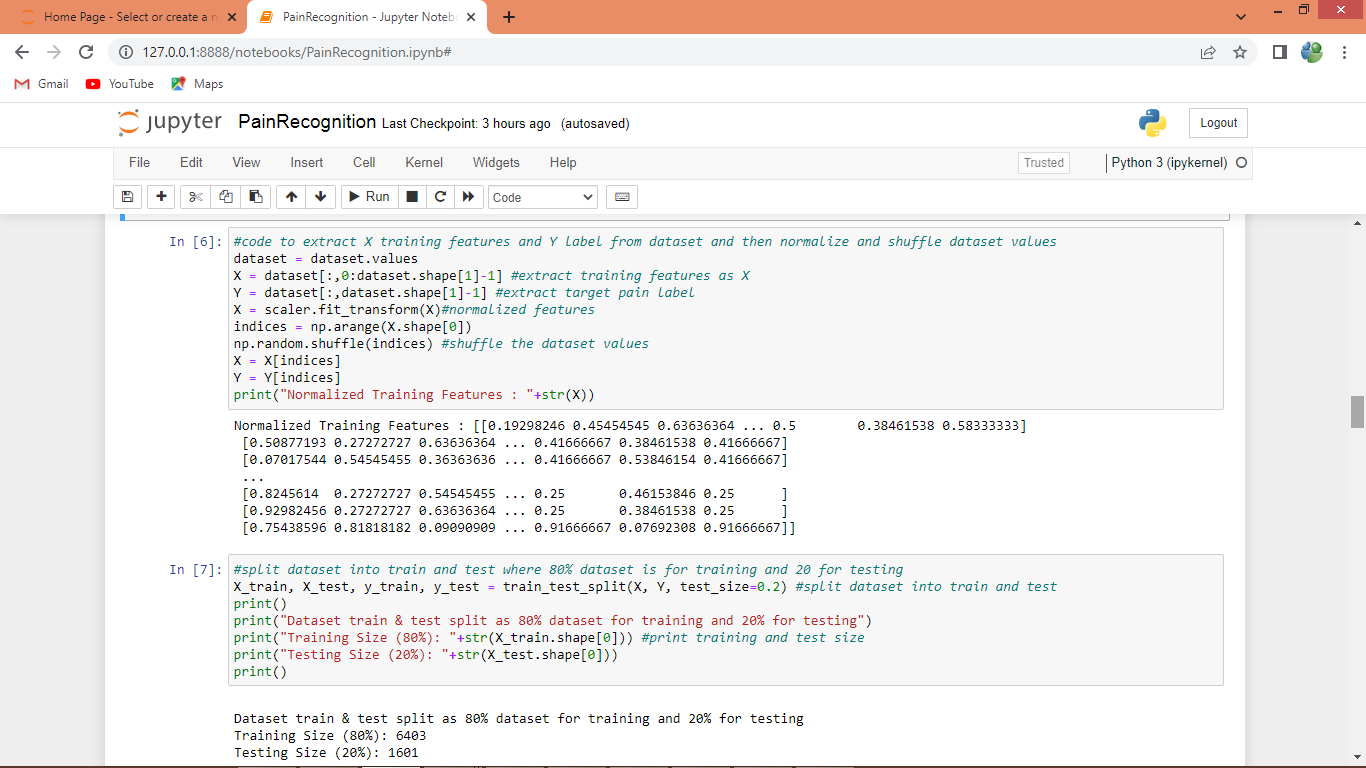 Home Page - Select or create a n
PainRecognition - Jupyter Notebo
127.0.0.1:8888/notebooks/PainRecognition.ipynb#
Gmail YouTube Maps
jupyter PainRecognition Last Checkpoint: 3 hours ago (autosaved) Logout
File Edit View Insert Cell Kernel Widgets Help Trusted Python 3 (ipykernel)
Run Code
In [6]: #code to extract X training features and Y label from dataset and then normalize and shuffle dataset values
dataset = dataset.values
X = dataset[:,0:dataset.shape[1]-1] #extract training features as X
Y = dataset[:,dataset.shape[1]-1] #extract target pain label
X = scaler.fit_transform(X)#normalized features
indices = np.arange(X.shape[0])
np.random.shuffle(indices) #shuffle the dataset values
X = X[indices]
Y = Y[indices]
print("Normalized Training Features : "+str(X))
Normalized Training Features : [[0.19298246 0.45454545 0.63636364 ... 0.5        0.38461538 0.58333333]
 [0.50877193 0.27272727 0.63636364 ... 0.41666667 0.38461538 0.41666667]
 [0.07017544 0.54545455 0.36363636 ... 0.41666667 0.53846154 0.41666667]
 ...
 [0.8245614  0.27272727 0.54545455 ... 0.25       0.46153846 0.25      ]
 [0.92982456 0.27272727 0.63636364 ... 0.25       0.38461538 0.25      ]
 [0.75438596 0.81818182 0.09090909 ... 0.91666667 0.07692308 0.91666667]]
In [7]: #split dataset into train and test where 80% dataset is for training and 20 for testing
X_train, X_test, y_train, y_test = train_test_split(X, Y, test_size=0.2) #split dataset into train and test
print()
print("Dataset train & test split as 80% dataset for training and 20% for testing")
print("Training Size (80%): "+str(X_train.shape[0])) #print training and test size
print("Testing Size (20%): "+str(X_test.shape[0]))
print()
Dataset train & test split as 80% dataset for training and 20% for testing
Training Size (80%): 6403
Testing Size (20%): 1601